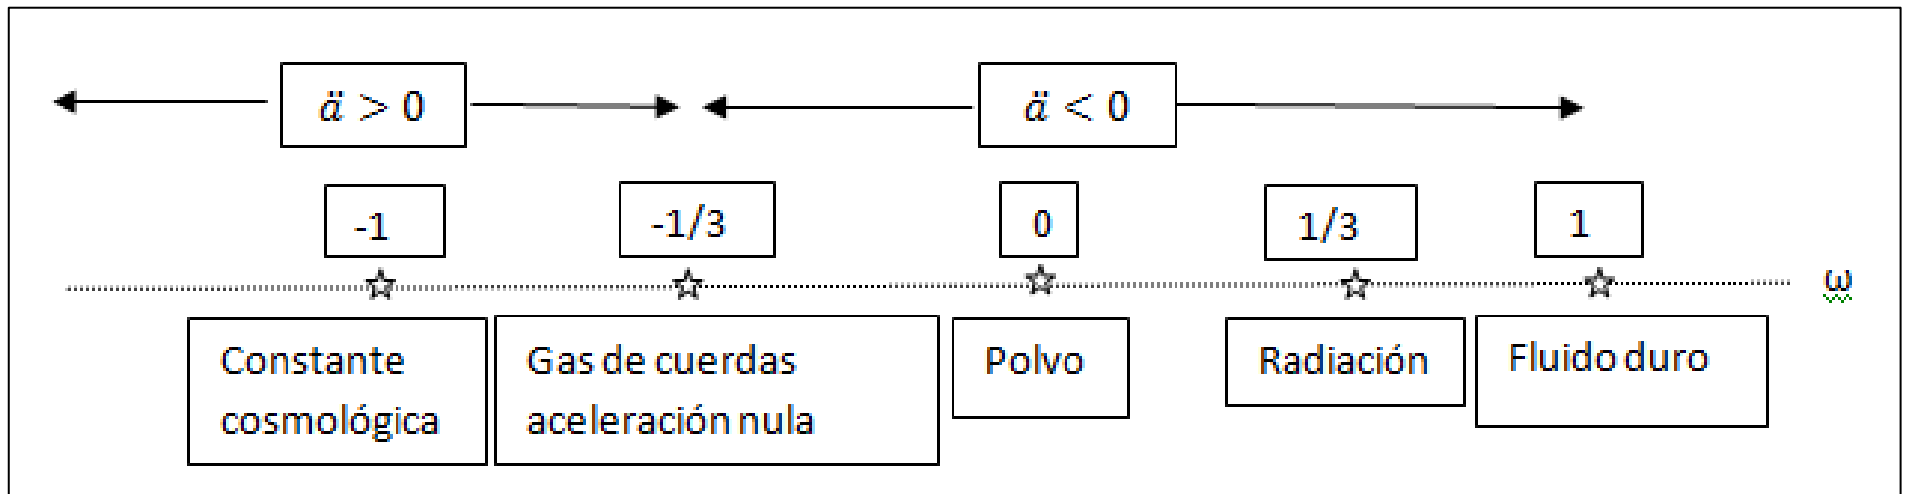 ä > 0
ä < 0
-1
-1/3
0
1/3
1
ω
Constante
cosmológica
Gas de cuerdas
aceleración nula
Polvo
Radiación
Fluido duro